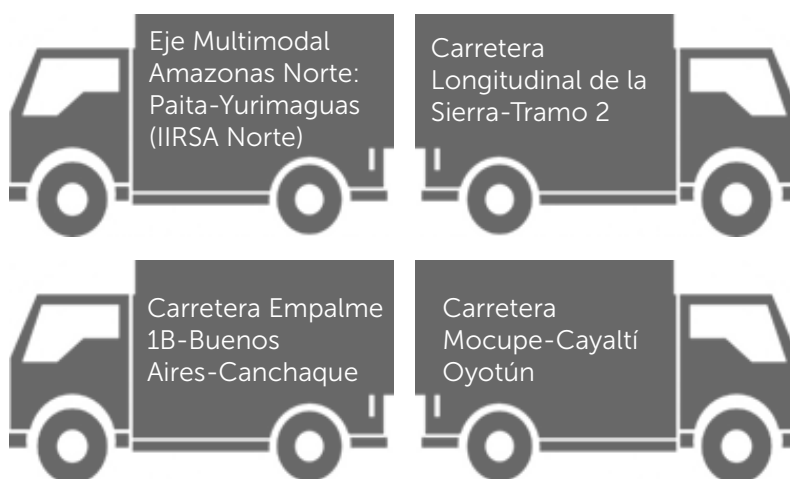 Eje Multimodal
Amazonas Norte:
Paita-Yurimaguas
(IIRSA Norte)
Carretera
Longitudinal de la
Sierra-Tramo 2
Carretera Empalme
1B-Buenos
Aires-Canchaque
Carretera
Mocupe-Cayaltí
Oyotún